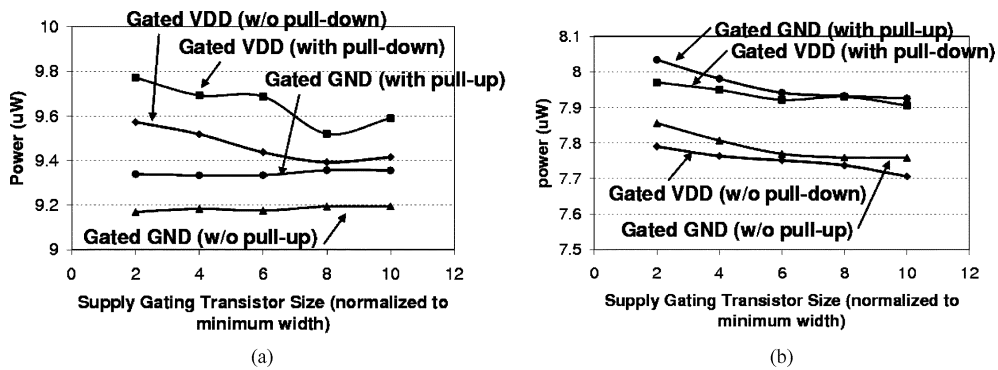 Gated VDD (w/o pull-down)
Gated VDD (with pull-down)
Gated GND (with pull-up)
Gated GND (w/o pull-up)
Power (uW)
10
9.8
9.6
9.4
9.2
9
0 2 4 6 8 10 12
Supply Gating Transistor Size (normalized to
minimum width)
(a)
Gated GND (with pull-up)
Gated VDD (with pull-down)
Gated VDD (w/o pull-down)
Gated GND (w/o pull-up)
power (uW)
8.1
8
7.9
7.8
7.7
7.6
7.5
0 2 4 6 8 10 12
Supply Gating Transistor Size (normalized to
minimum width)
(b)